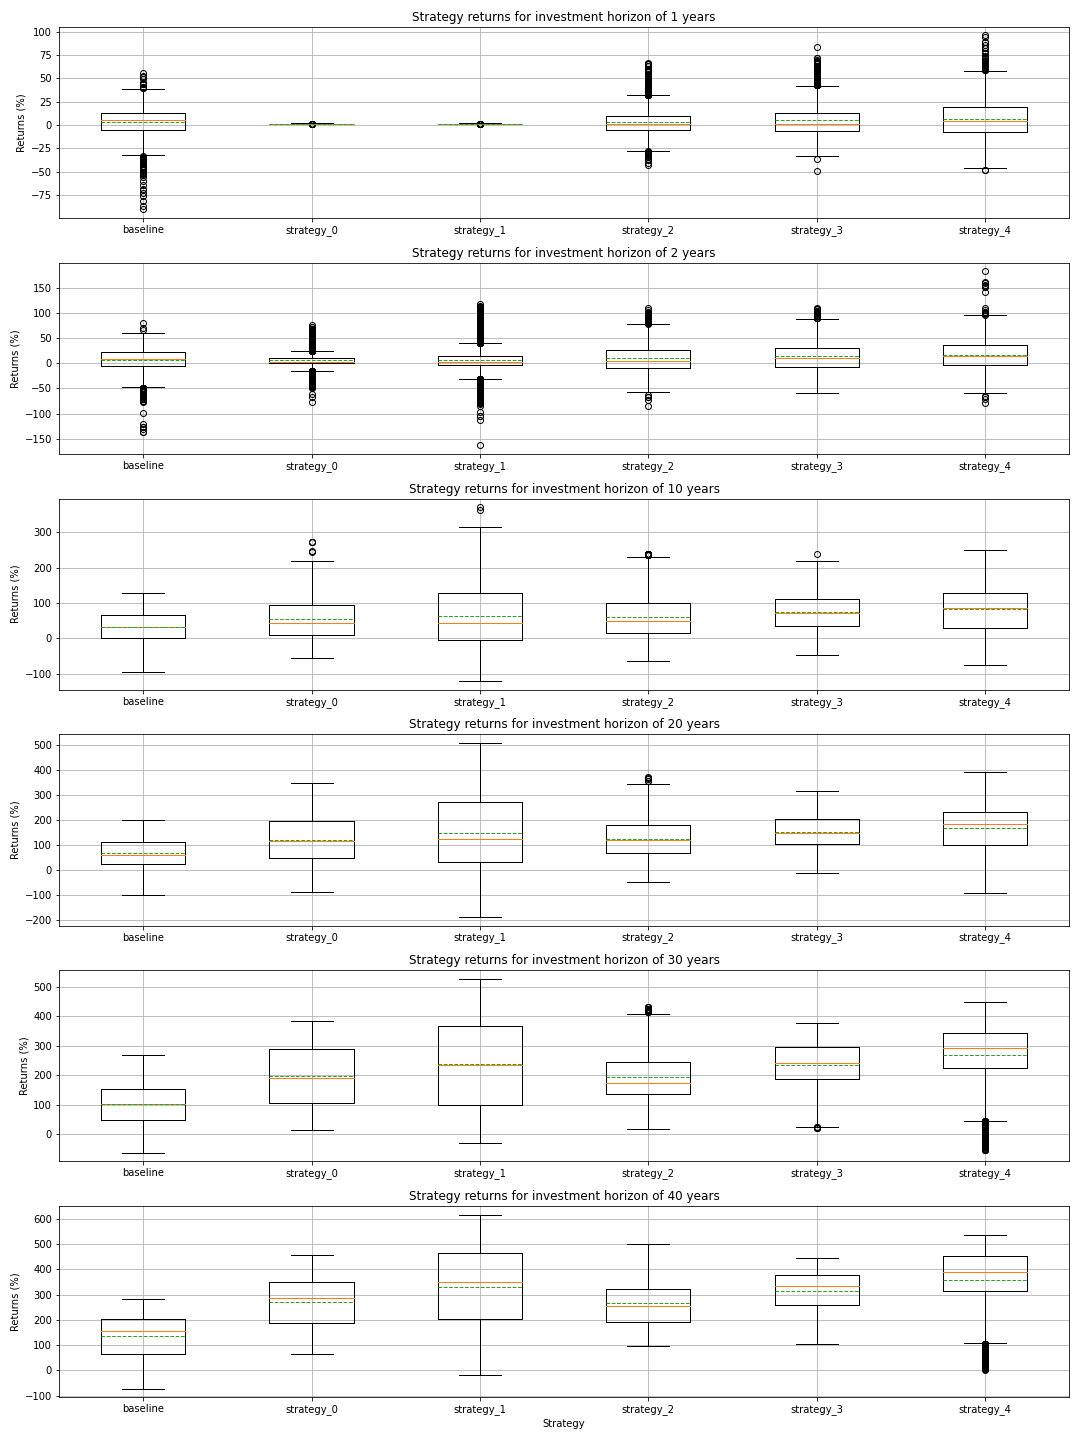 Strategy returns for investment horizon of 1 years
100
75
50
25
0
−25
−50
−75
Returns (%)
baseline strategy_0 strategy_1 strategy_2 strategy_3 strategy_4
Strategy returns for investment horizon of 2 years
150
100
50
0
−50
−100
−150
Returns (%)
baseline strategy_0 strategy_1 strategy_2 strategy_3 strategy_4
Strategy returns for investment horizon of 10 years
300
200
100
0
−100
Returns (%)
baseline strategy_0 strategy_1 strategy_2 strategy_3 strategy_4
Strategy returns for investment horizon of 20 years
500
400
300
200
100
0
−100
−200
Returns (%)
baseline strategy_0 strategy_1 strategy_2 strategy_3 strategy_4
Strategy returns for investment horizon of 30 years
500
400
300
200
100
0
Returns (%)
baseline strategy_0 strategy_1 strategy_2 strategy_3 strategy_4
Strategy returns for investment horizon of 40 years
600
500
400
300
200
100
0
−100
Returns (%)
baseline strategy_0 strategy_1 strategy_2 strategy_3 strategy_4
Strategy